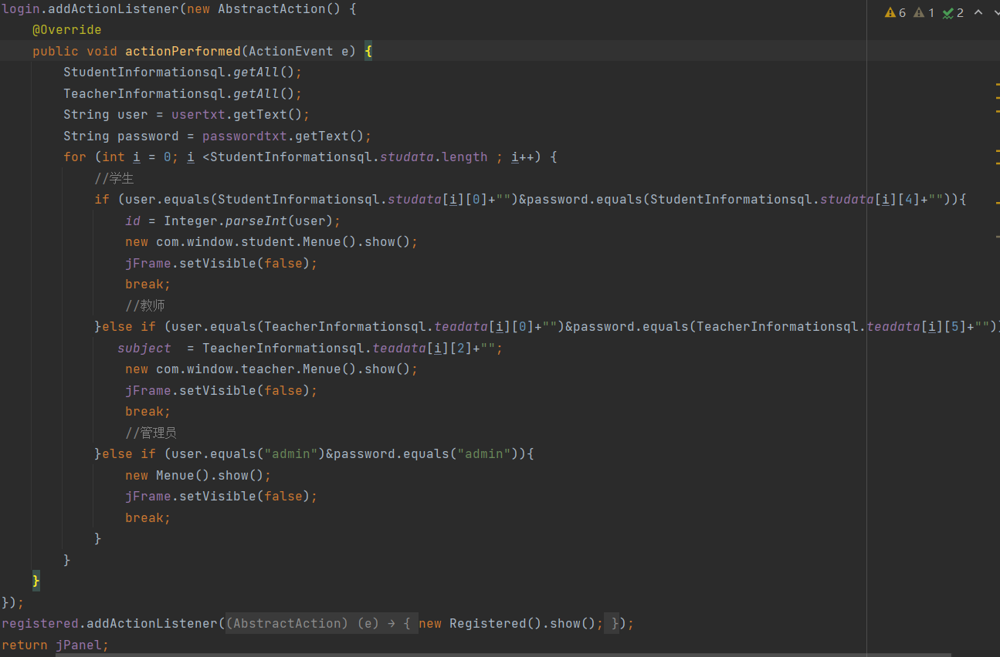 login.addActionListener(new AbstractAction() {
6 1 2
    @Override
    public void actionPerformed(ActionEvent e) {
        StudentInformationsql.getAll();
        TeacherInformationsql.getAll();
        String user = usertxt.getText();
        String password = passwordtxt.getText();
        for (int i = 0; i <StudentInformationsql.studata.length ; i++) {
            //学生
            if (user.equals(StudentInformationsql.studata[i][0]+"")&password.equals(StudentInformationsql.studata[i][4]+"")){
                id = Integer.parseInt(user);
                new com.window.student.Menue().show();
                jFrame.setVisible(false);
                break;
                //教师
            }else if (user.equals(TeacherInformationsql.teadata[i][0]+"")&password.equals(TeacherInformationsql.teadata[i][5]+"")
               subject  = TeacherInformationsql.teadata[i][2]+"";
                new com.window.teacher.Menue().show();
                jFrame.setVisible(false);
                break;
                //管理员
            }else if (user.equals("admin")&password.equals("admin")){
                new Menue().show();
                jFrame.setVisible(false);
                break;
            }
        }
    }
});
registered.addActionListener((AbstractAction) (e) → { new Registered().show(); });
return jPanel;